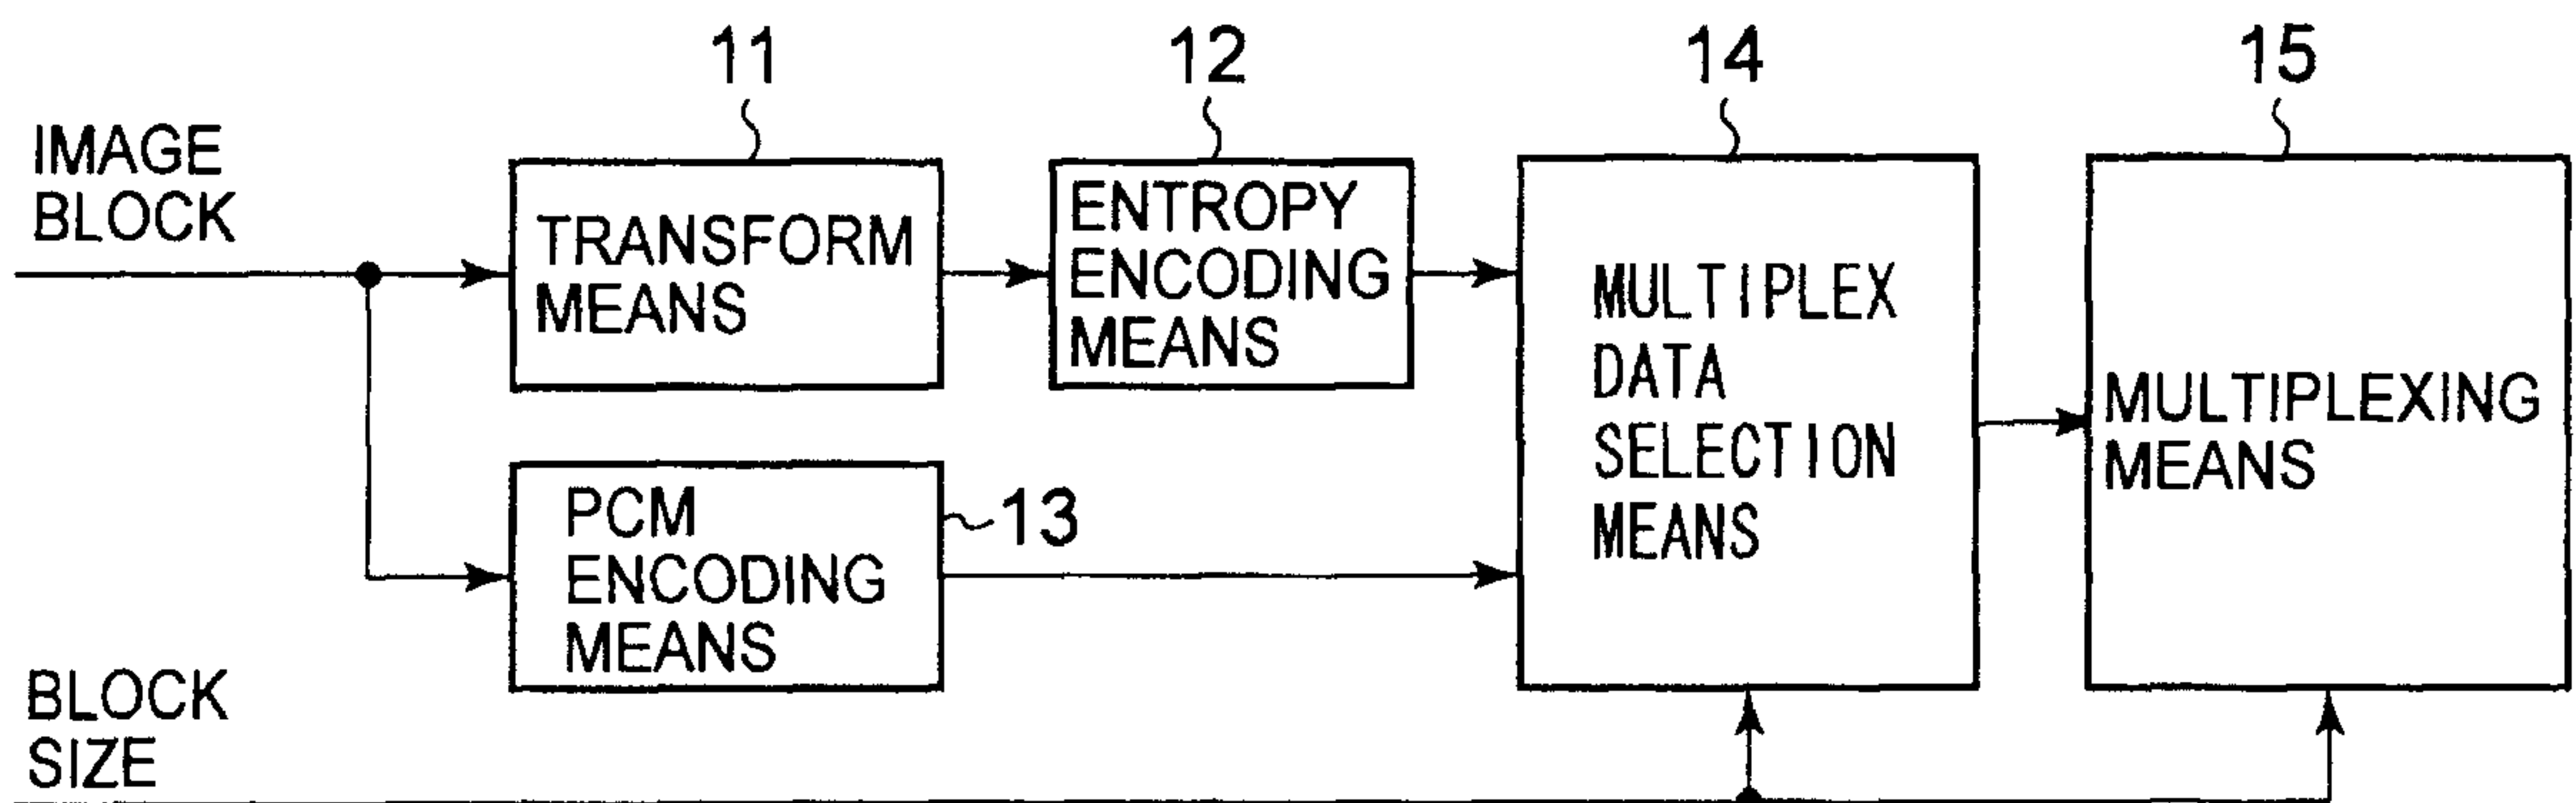 11
12
14
15
IMAGE
BLOCK
TRANSFORM
MEANS
ENTROPY
ENCODING
MEANS
MULTIPLEX
DATA
SELECTION
MEANS
MULTIPLEXING
MEANS
PCM
ENCODING
MEANS
13
BLOCK
SIZE